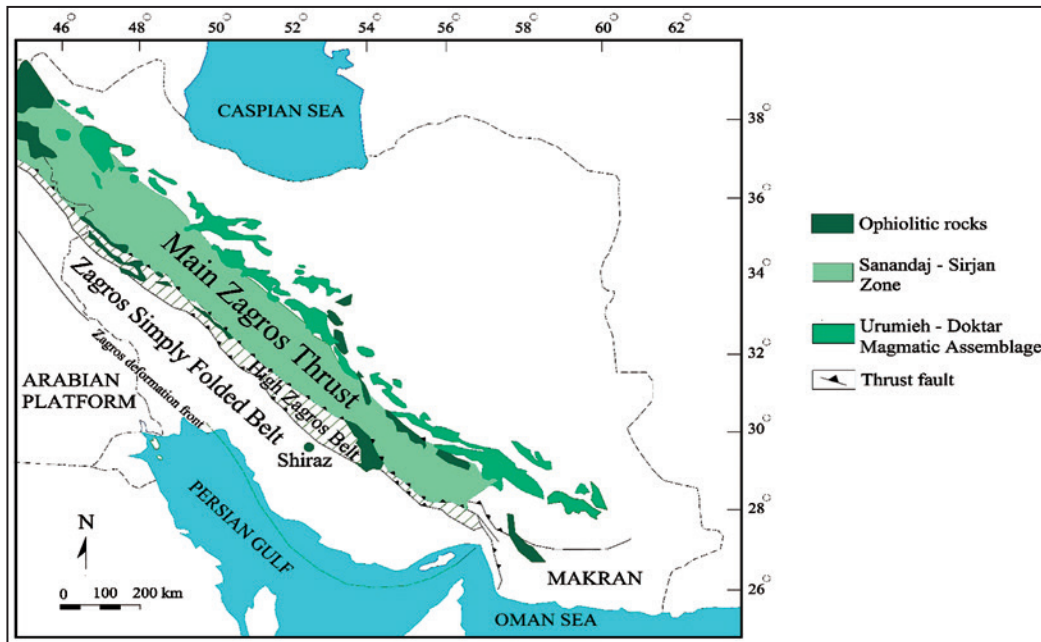 46° 48° 50° 52° 54° 56° 58° 60° 62°
CASPIAN SEA
38°
36°
34°
32°
30°
28°
26°
Main Zagros Thrust
High Zagros Belt
Zagros Simply Folded Belt
Zagros deformation front
ARABIAN
PLATFORM
Shiraz
PERSIAN GULF
N
0 100 200 km
MAKRAN
OMAN SEA
Ophiolitic rocks
Sanandaj - Sirjan
Zone
Urumieh - Doktar
Magmatic Assemblage
Thrust fault